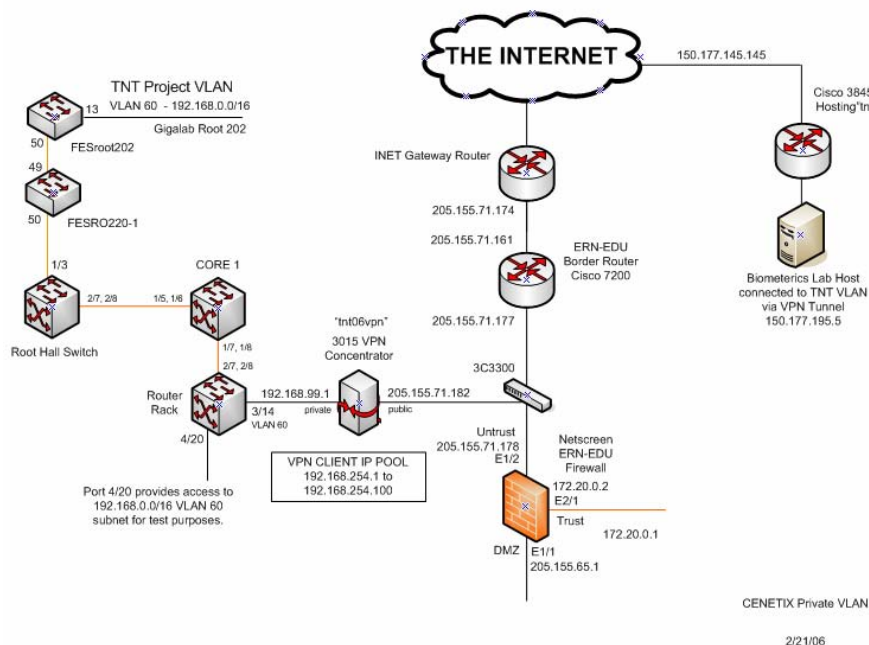 THE INTERNET
150.177.145.145
TNT Project VLAN
VLAN 60 - 192.168.0.0/16
13
Gigalab Root 202
50
FESroot202
49
50
FESRO220-1
Cisco 3845
Hosting"tn
INET Gateway Router
205.155.71.174
205.155.71.161
ERN-EDU
Border Router
Cisco 7200
205.155.71.177
Biometerics Lab Host
connected to TNT VLAN
via VPN Tunnel
150.177.195.5
1/3
CORE 1
2/7, 2/8
1/5, 1/6
Root Hall Switch
1/7, 1/8
2/7, 2/8
"tnt06vpn"
3015 VPN
Concentrator
3C3300
Router
Rack
192.168.99.1
205.155.71.182
3/14
private
public
VLAN 60
4/20
Port 4/20 provides access to
192.168.0.0/16 VLAN 60
subnet for test purposes.
VPN CLIENT IP POOL
192.168.254.1 to
192.168.254.100
Untrust
205.155.71.178
E1/2
Netscreen
ERN-EDU
Firewall
172.20.0.2
E2/1
Trust
172.20.0.1
DMZ
E1/1
205.155.65.1
CENETIX Private VLAN
2/21/06